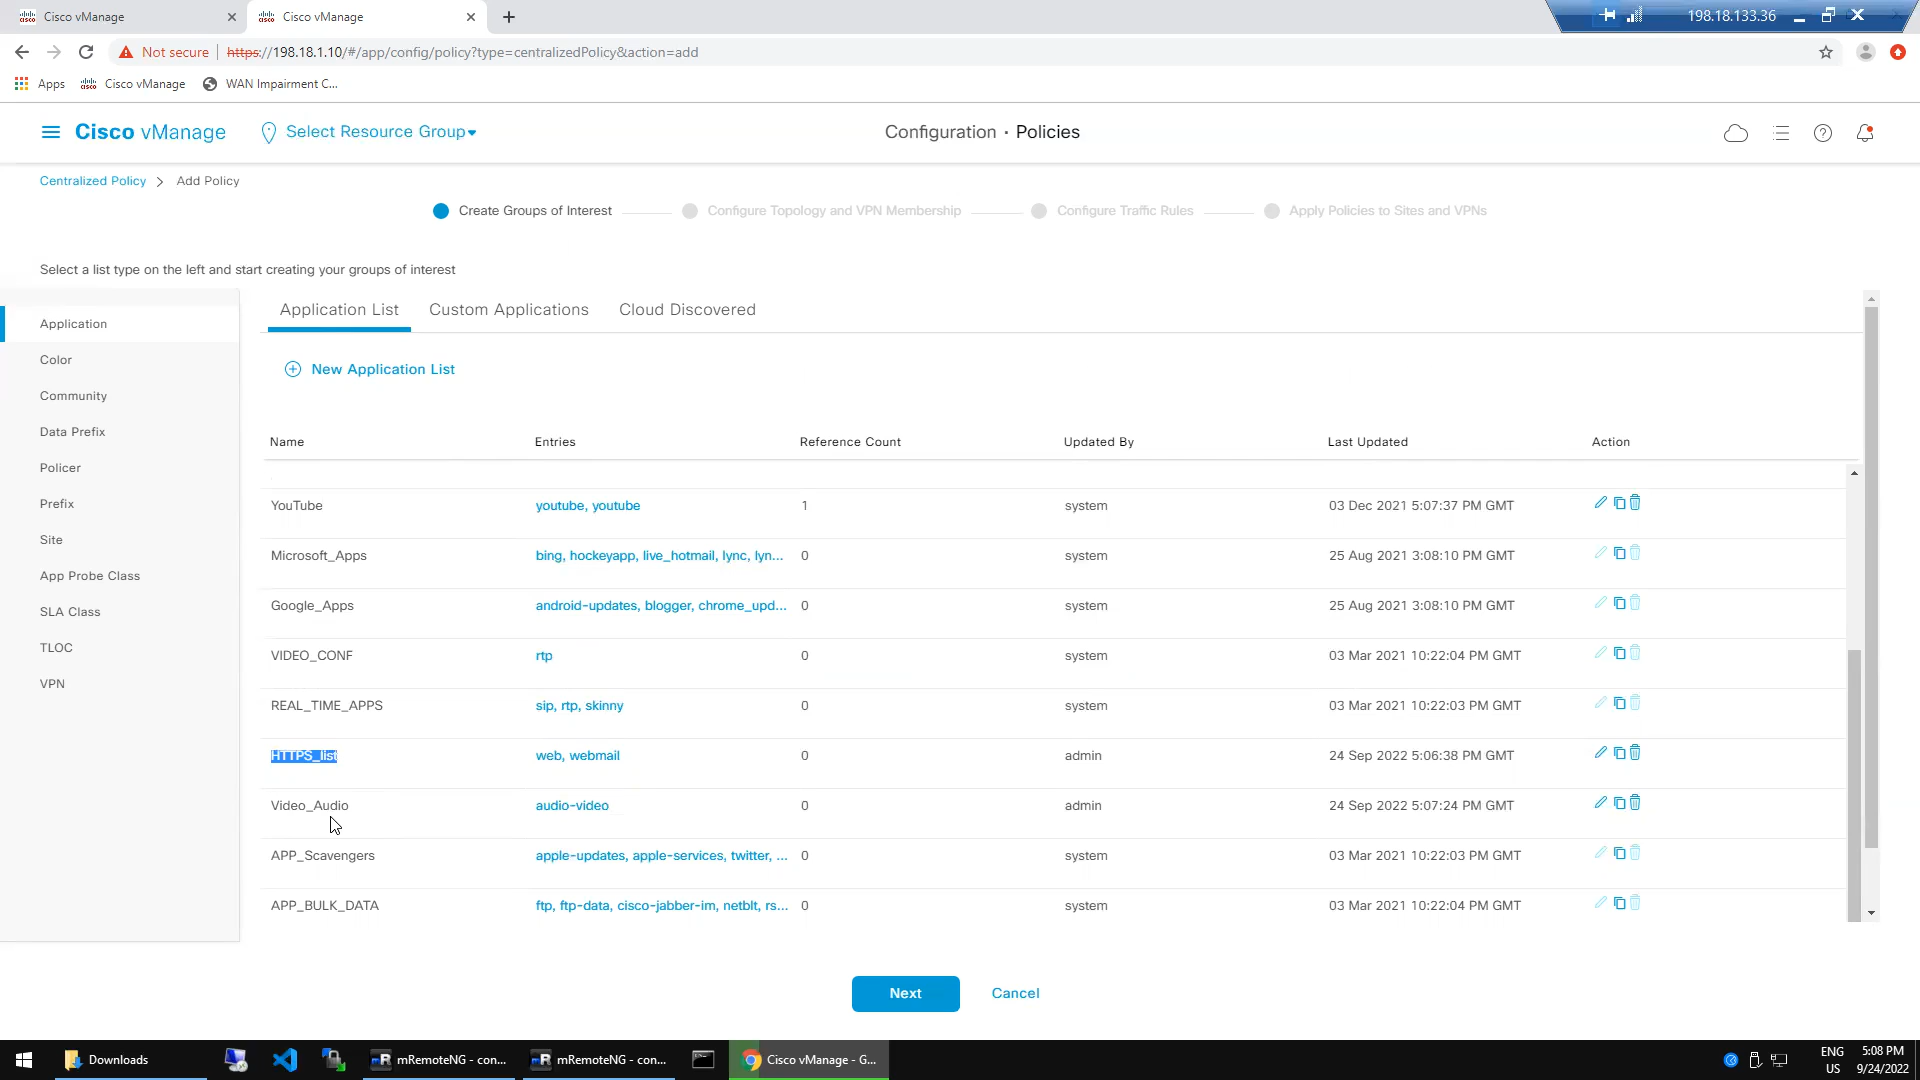 Cisco vManage
Cisco vManage
198.18.133.36
Not secure
https://198.18.1.10/#/app/config/policy?type=centralizedPolicy&action=add
Apps
Cisco vManage
WAN Impairment C...
Cisco vManage
Select Resource Group
Configuration · Policies
Centralized Policy
Add Policy
Create Groups of Interest
Configure Topology and VPN Membership
Configure Traffic Rules
Apply Policies to Sites and VPNs
Select a list type on the left and start creating your groups of interest
Application
Color
Community
Data Prefix
Policer
Prefix
Site
App Probe Class
SLA Class
TLOC
VPN
Application List
Custom Applications
Cloud Discovered
New Application List
Name Entries Reference Count Updated By Last Updated Action
YouTube youtube, youtube 1 system 03 Dec 2021 5:07:37 PM GMT
Microsoft_Apps bing, hockeyapp, live_hotmail, lync, lyn... 0 system 25 Aug 2021 3:08:10 PM GMT
Google_Apps android-updates, blogger, chrome_upd... 0 system 25 Aug 2021 3:08:10 PM GMT
VIDEO_CONF rtp 0 system 03 Mar 2021 10:22:04 PM GMT
REAL_TIME_APPS sip, rtp, skinny 0 system 03 Mar 2021 10:22:03 PM GMT
HTTPS_list web, webmail 0 admin 24 Sep 2022 5:06:38 PM GMT
Video_Audio audio-video 0 admin 24 Sep 2022 5:07:24 PM GMT
APP_Scavengers apple-updates, apple-services, twitter, ... 0 system 03 Mar 2021 10:22:03 PM GMT
APP_BULK_DATA ftp, ftp-data, cisco-jabber-im, netblt, rs... 0 system 03 Mar 2021 10:22:04 PM GMT
Next
Cancel
Downloads
mRemoteNG - con...
mRemoteNG - con...
Cisco vManage - G...
ENG
US
5:08 PM
9/24/2022